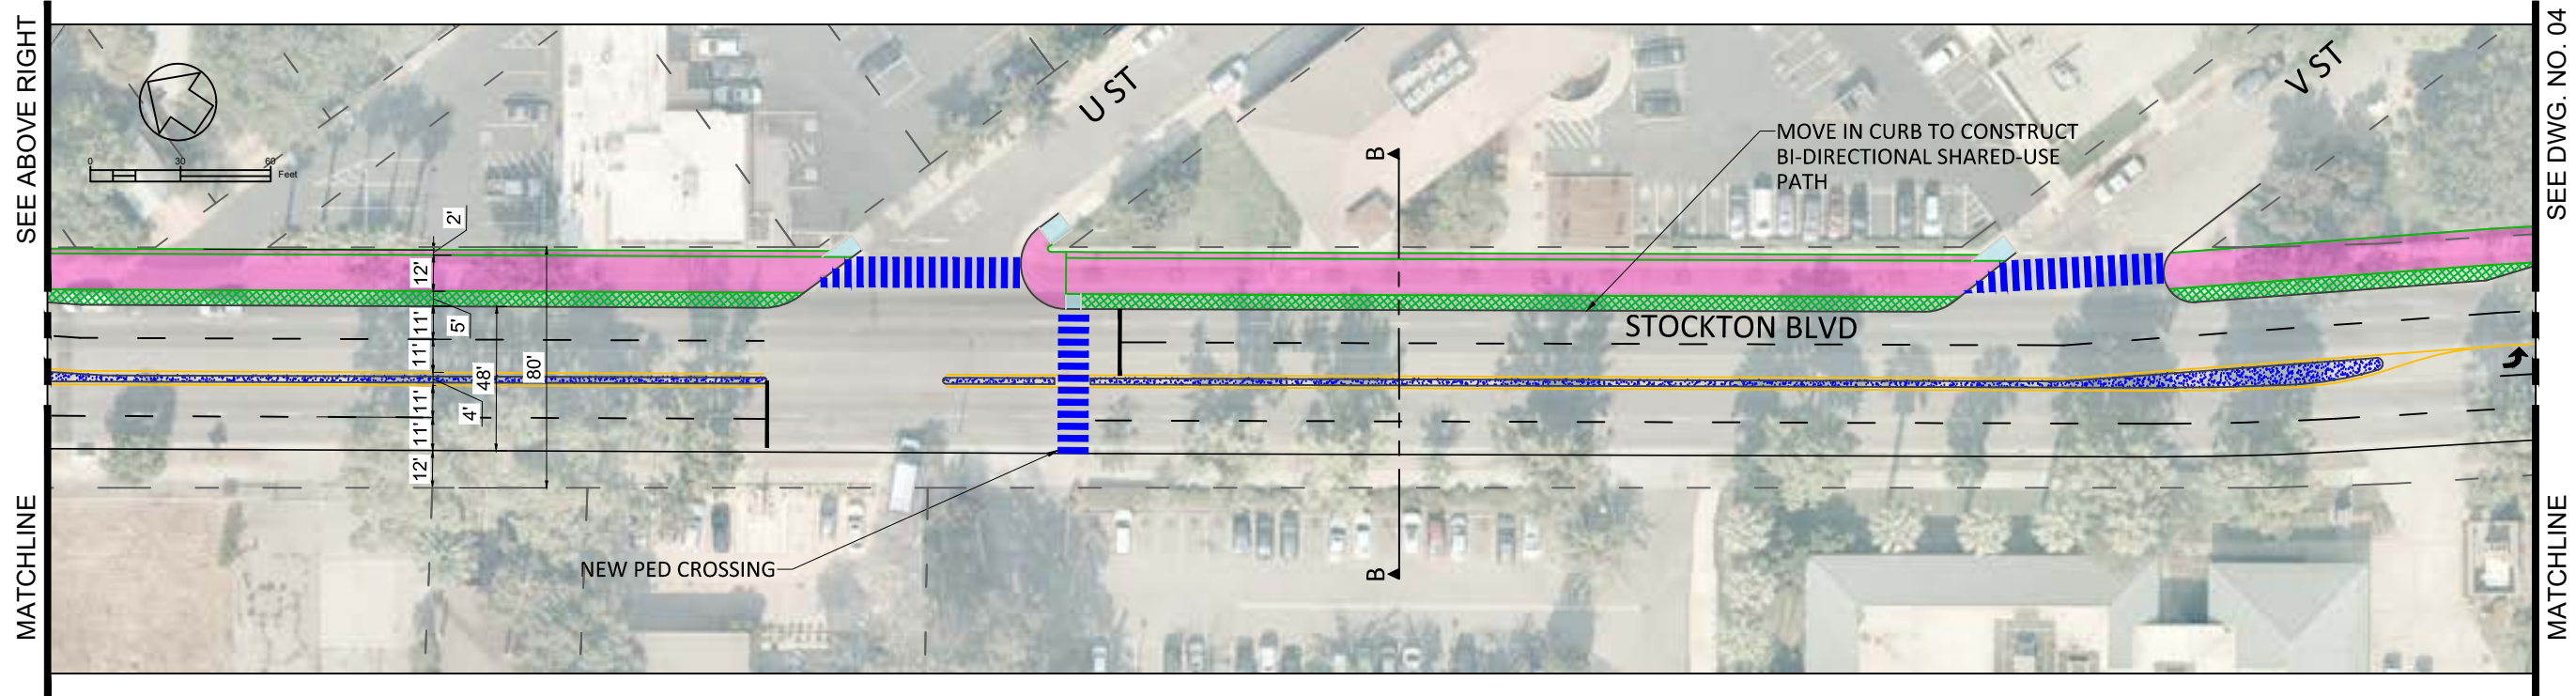 SEE ABOVE RIGHT
MATCHLINE
0 30 60
Feet
U ST
V ST
B
MOVE IN CURB TO CONSTRUCT
BI-DIRECTIONAL SHARED-USE
PATH
2'
12'
5'
11'
11'
48'
80'
4'
11'
11'
12'
STOCKTON BLVD
NEW PED CROSSING
B
SEE DWG. NO. 04
MATCHLINE